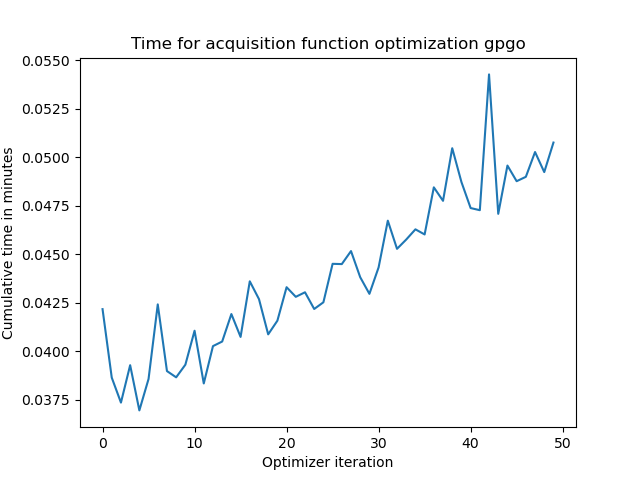 Time for acquisition function optimization gpgo
0.0550
0.0525
0.0500
0.0475
0.0450
0.0425
0.0400
0.0375
Cumulative time in minutes
0 10 20 30 40 50
Optimizer iteration